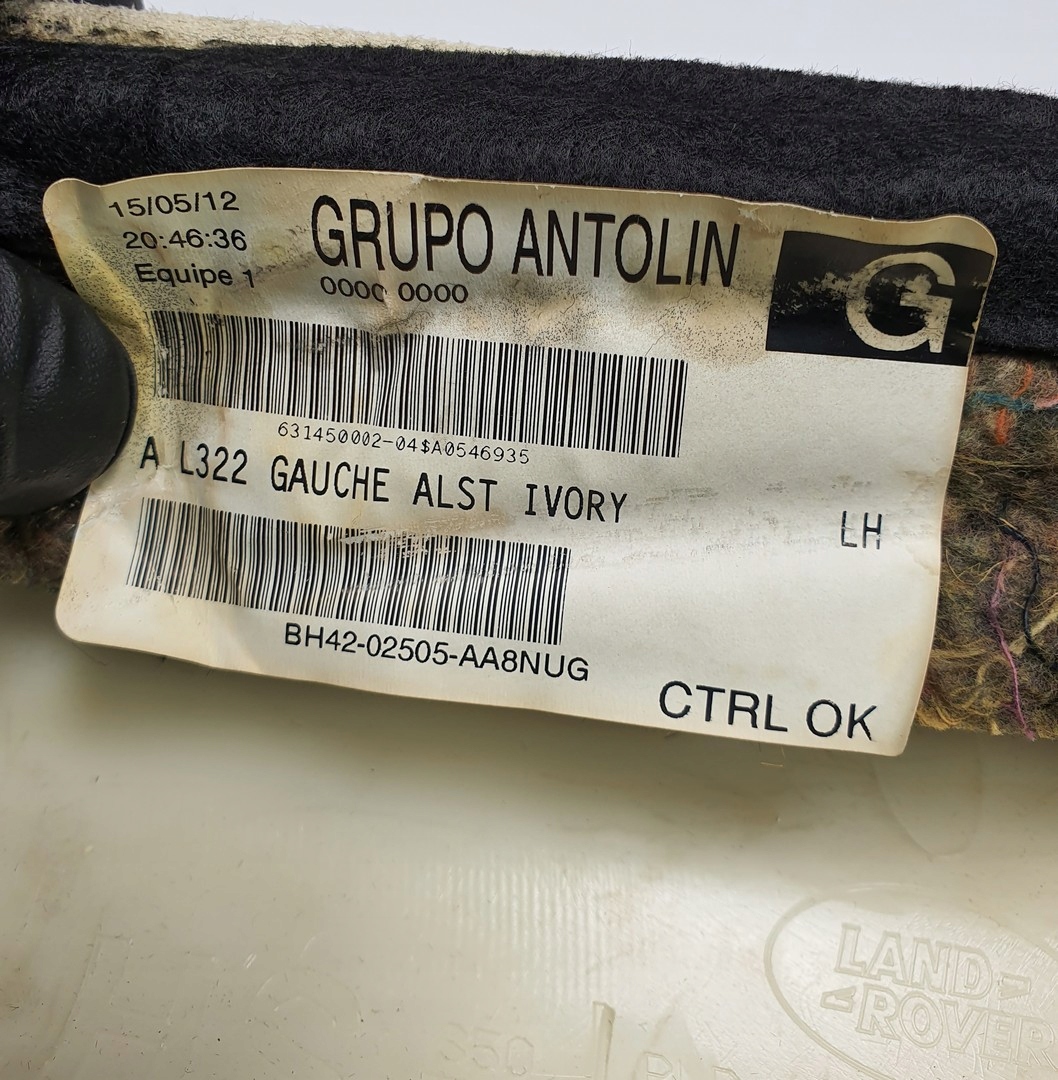 15/05/12
20:46:36
Equipe 1
GRUPO ANTOLIN
0000 0000
G
631450002-04$A0546935
A L322 GAUCHE ALST IVORY
LH
BH42-02505-AA8NUG
CTRL OK
LAND
ROVER